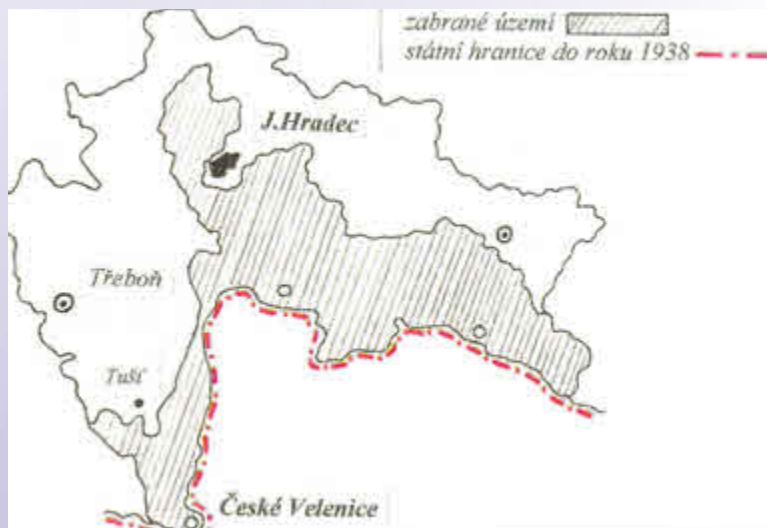 zabrané území
státní hranice do roku 1938
J.Hradec
Třeboň
Tušť
České Velenice